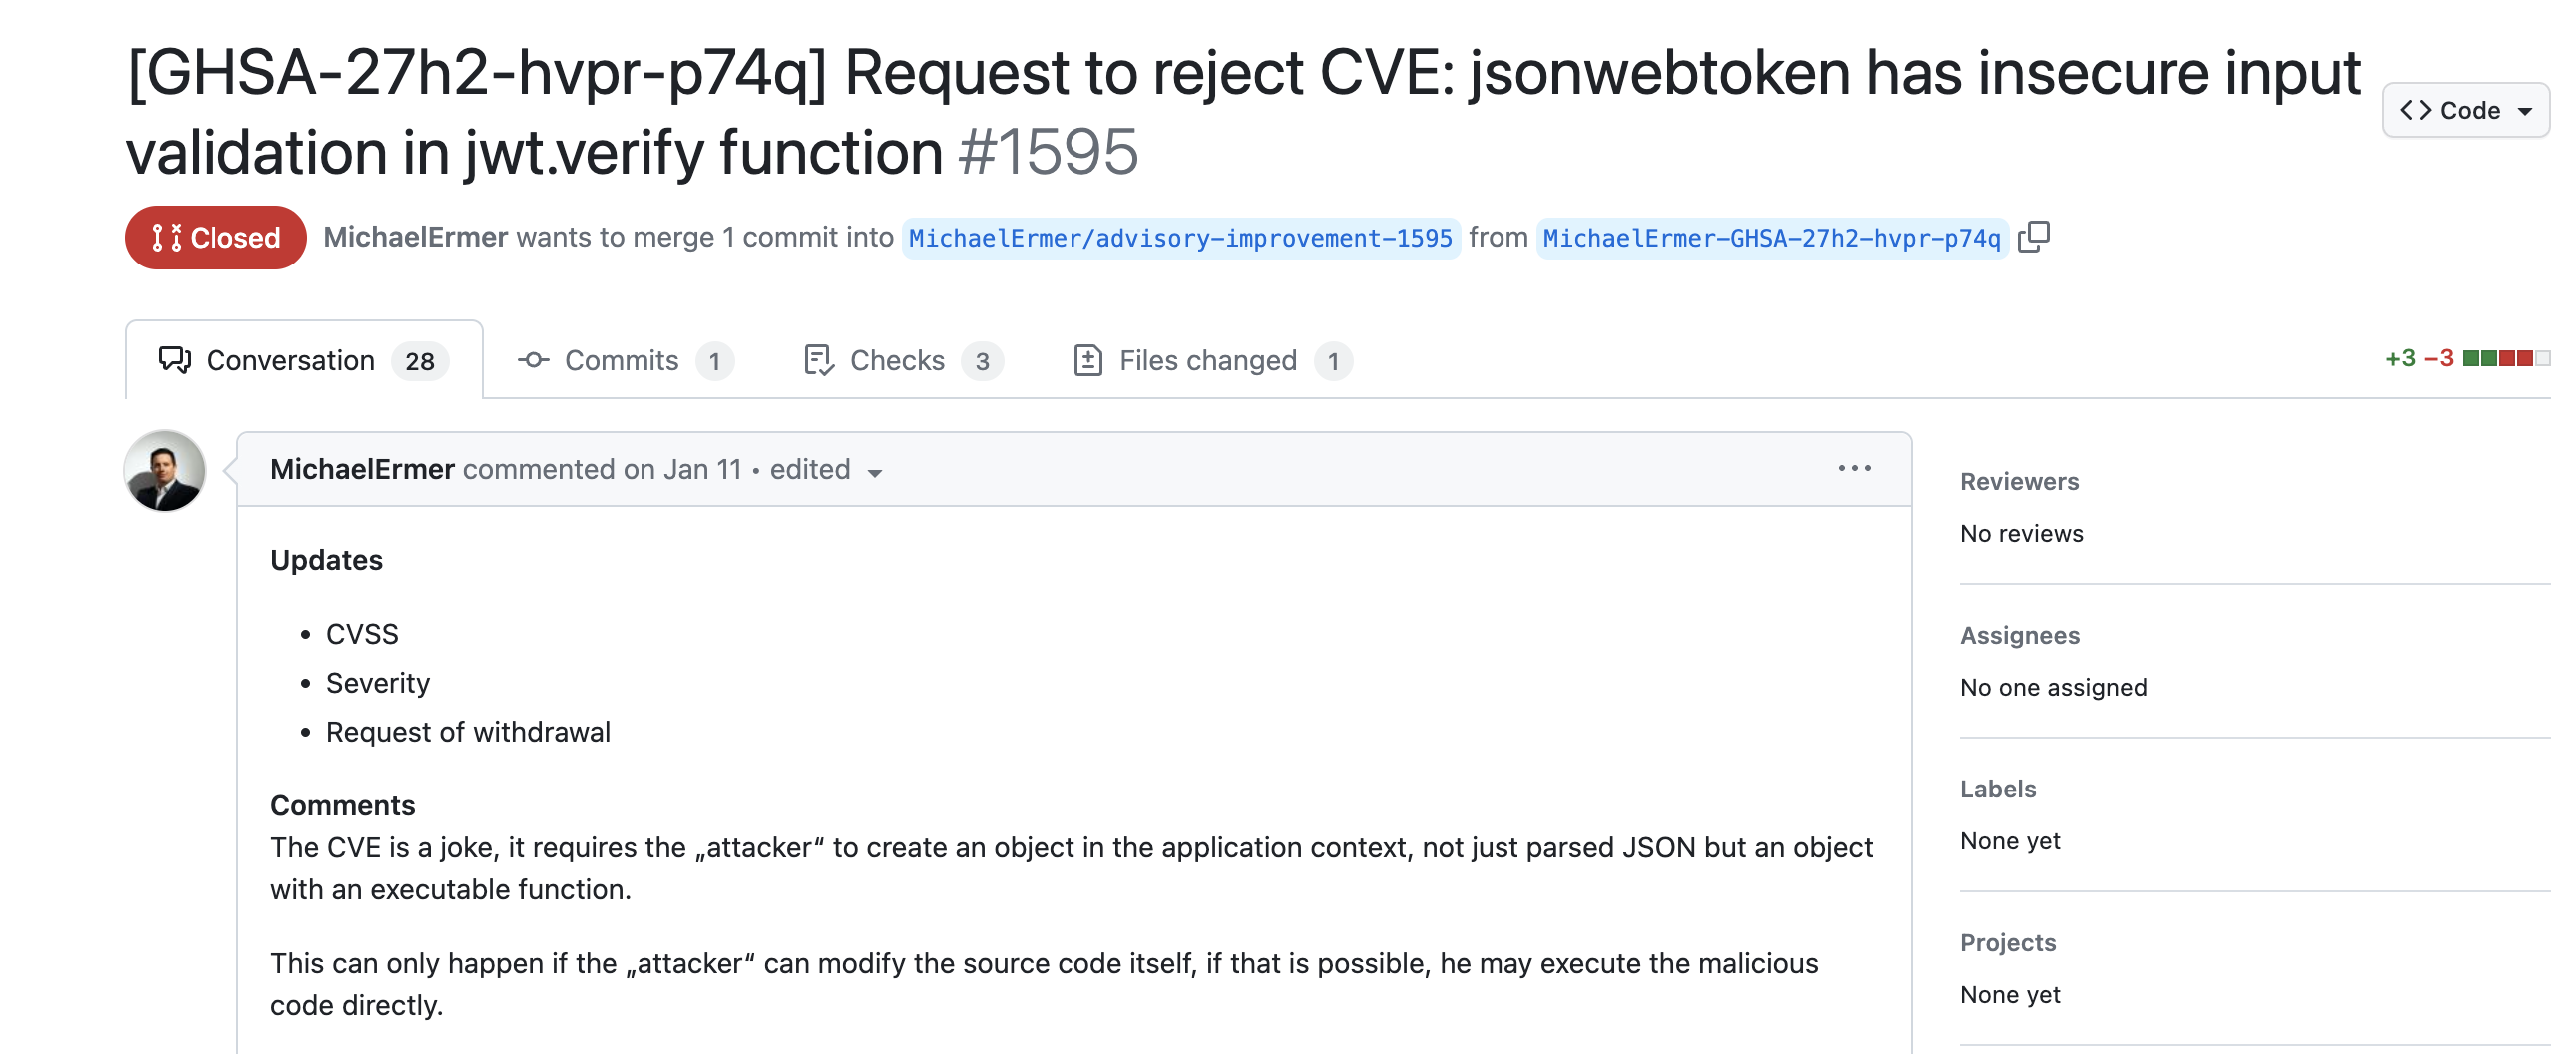 [GHSA-27h2-hvpr-p74q] Request to reject CVE: jsonwebtoken has insecure input
validation in jwt.verify function #1595
<> Code
Closed MichaelErmer wants to merge 1 commit into MichaelErmer/advisory-improvement-1595 from MichaelErmer-GHSA-27h2-hvpr-p74q
Conversation 28 Commits 1 Checks 3 Files changed 1 +3 −3
MichaelErmer commented on Jan 11 • edited
Updates
• CVSS
• Severity
• Request of withdrawal
Comments
The CVE is a joke, it requires the „attacker“ to create an object in the application context, not just parsed JSON but an object
with an executable function.
This can only happen if the „attacker“ can modify the source code itself, if that is possible, he may execute the malicious
code directly.
Reviewers
No reviews
Assignees
No one assigned
Labels
None yet
Projects
None yet